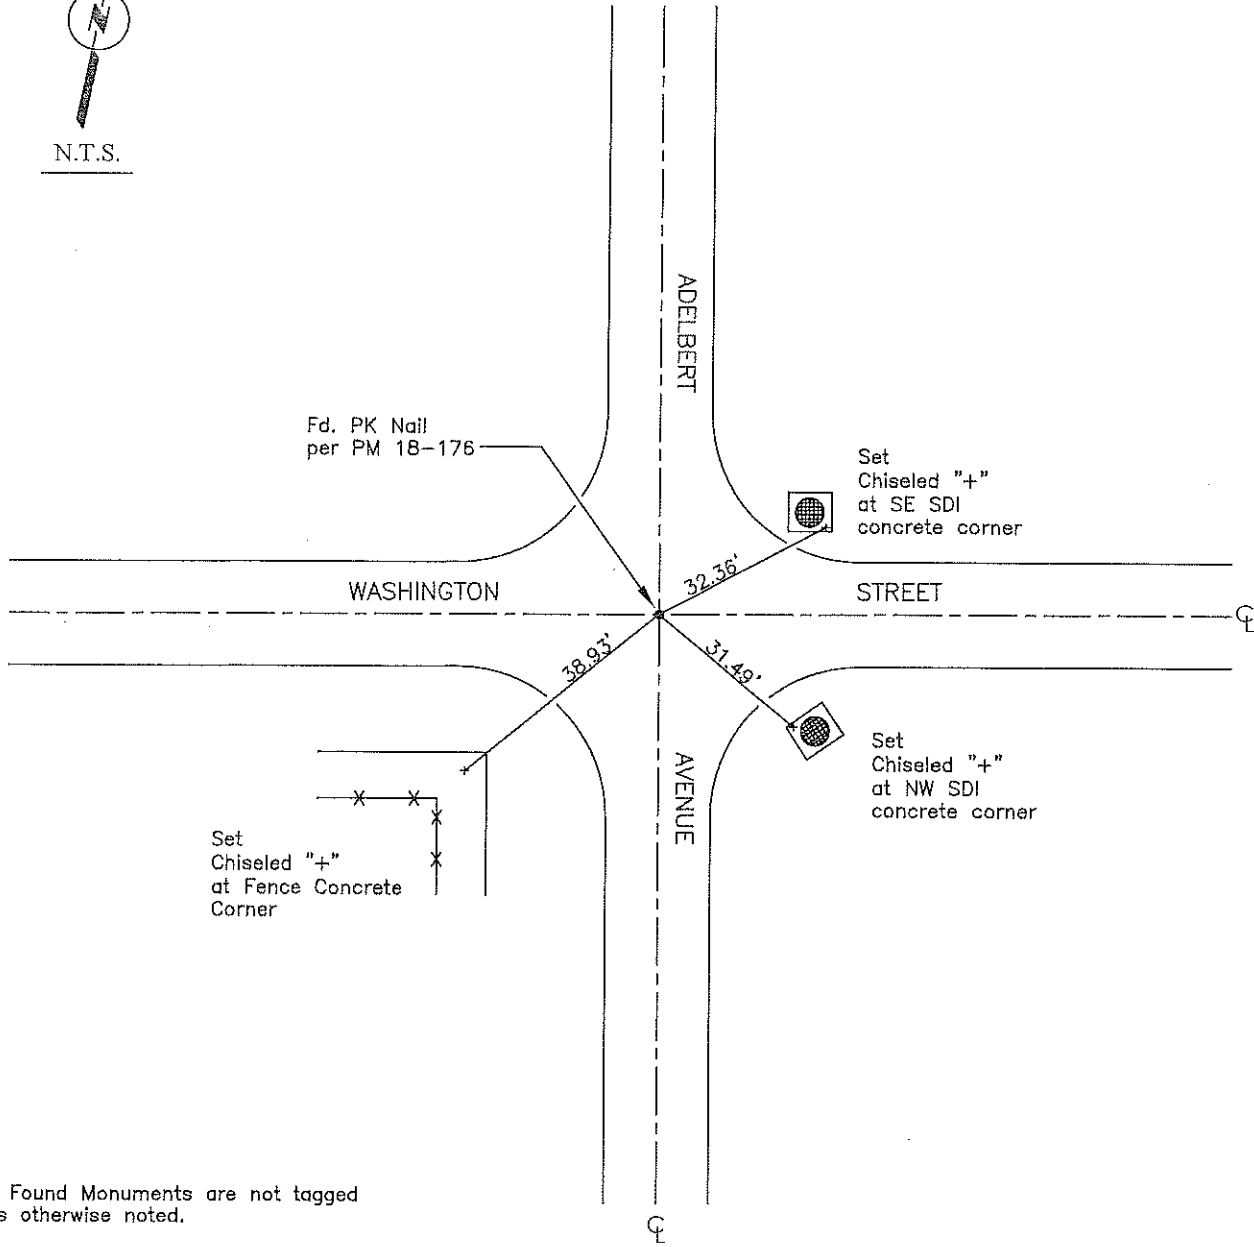 N
N.T.S.
ADELBERT
Fd. PK Nail
per PM 18-176
Set
Chiseled "+"
at SE SDI
concrete corner
32.36'
WASHINGTON STREET
℄
38.93'
31.49'
Set
Chiseled "+"
at NW SDI
concrete corner
AVENUE
Set
Chiseled "+"
at Fence Concrete
Corner
Found Monuments are not tagged
s otherwise noted.
℄